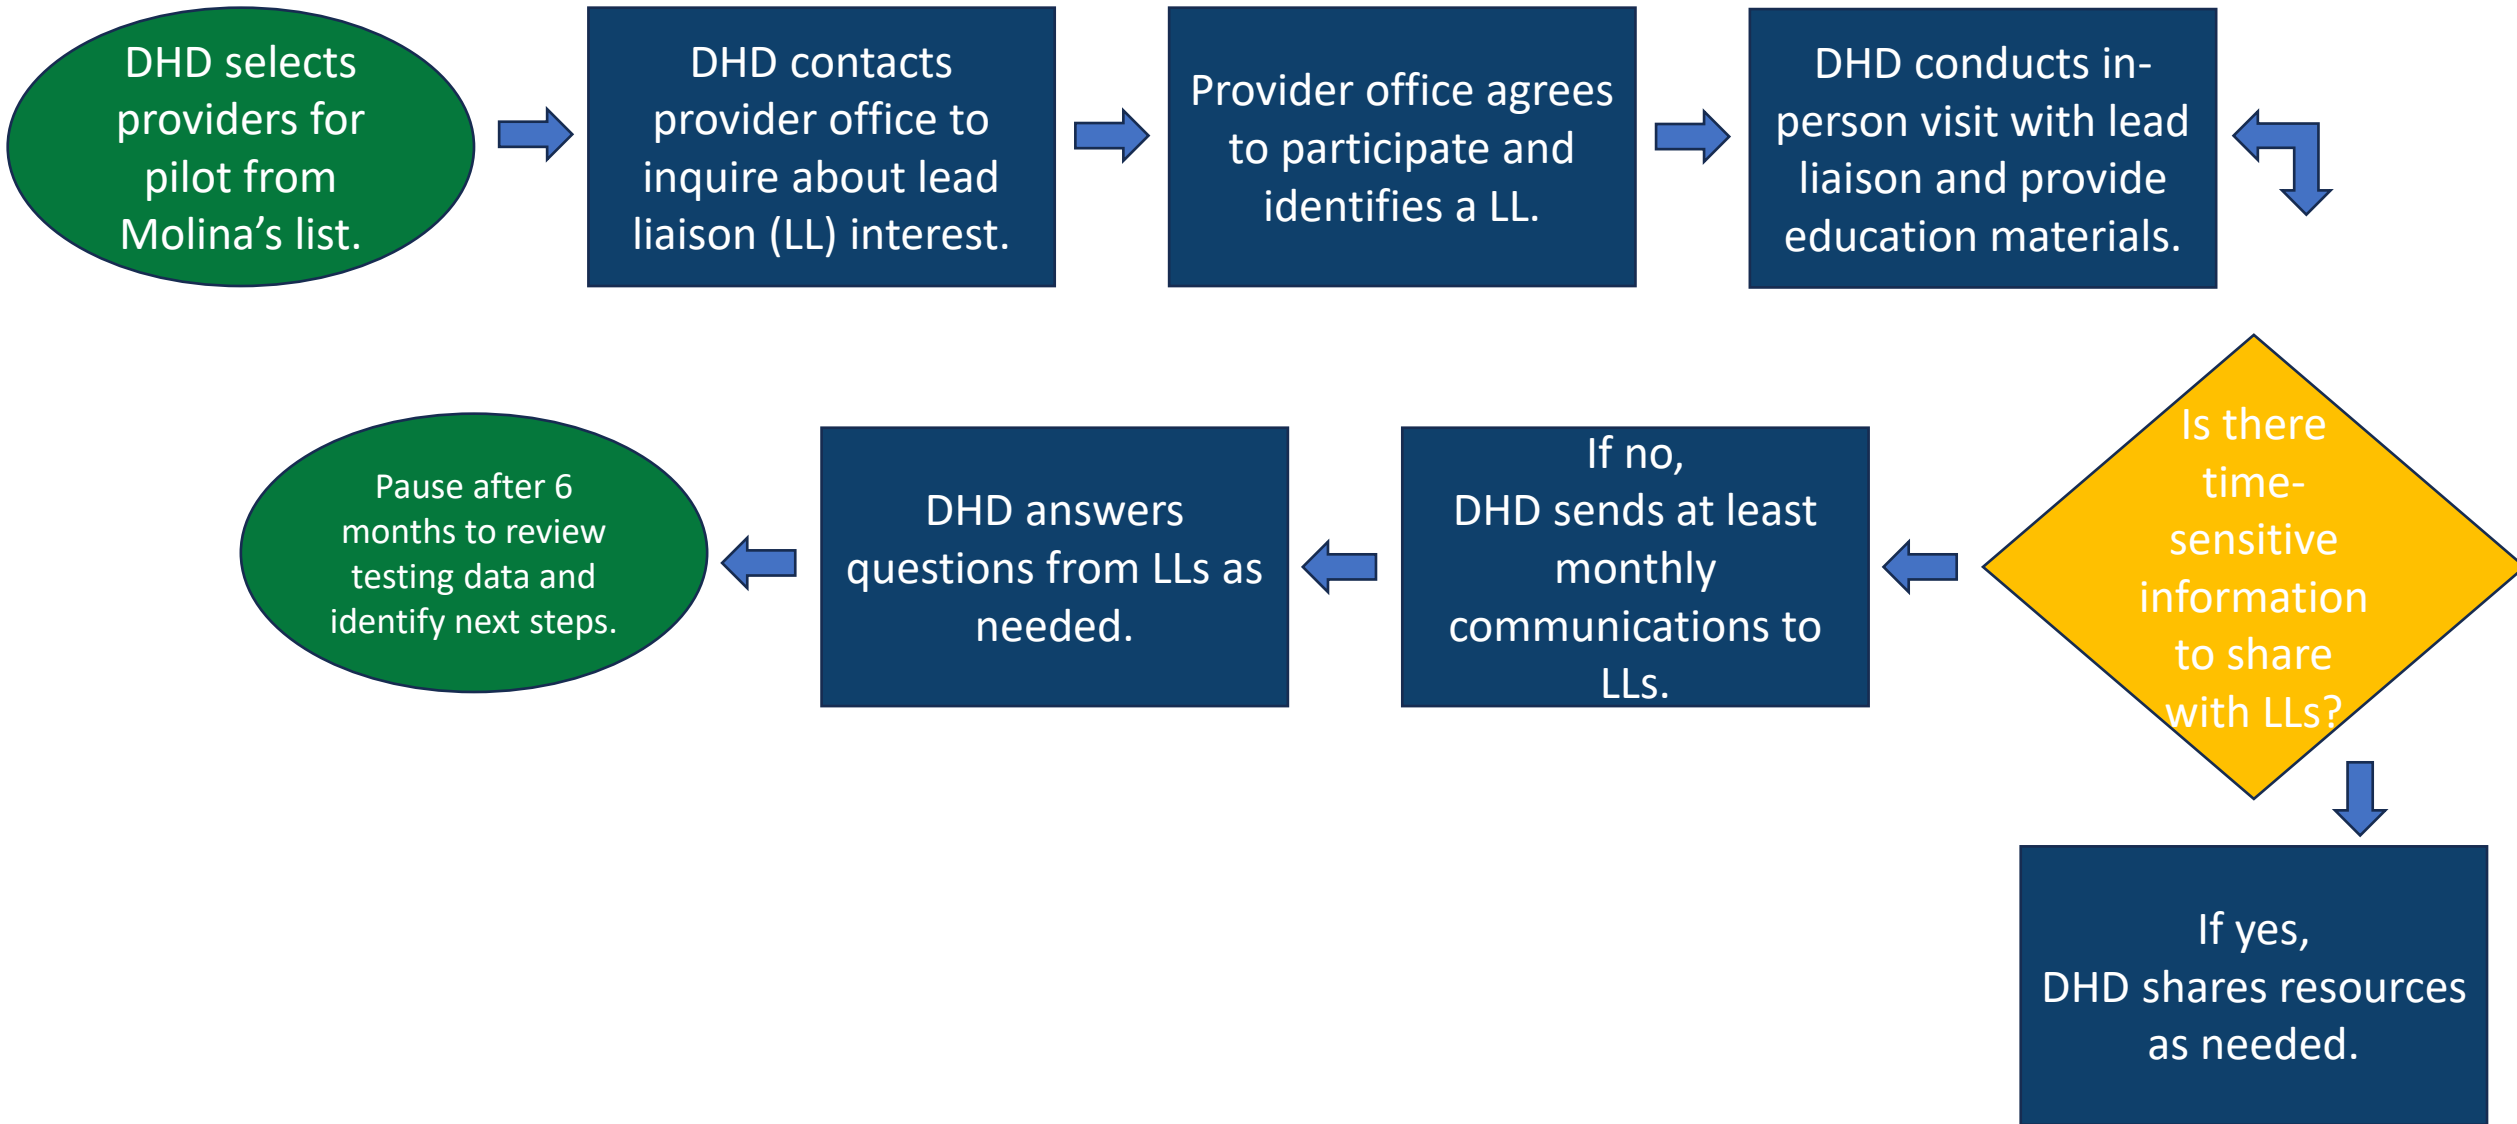 DHD selects
providers for
pilot from
Molina’s list.
DHD contacts
provider office to
inquire about lead
liaison (LL) interest.
Provider office agrees
to participate and
identifies a LL.
DHD conducts in-
person visit with lead
liaison and provide
education materials.
Is there
time-
sensitive
information
to share
with LLs?
If no,
DHD sends at least
monthly
communications to
LLs.
DHD answers
questions from LLs as
needed.
Pause after 6
months to review
testing data and
identify next steps.
If yes,
DHD shares resources
as needed.